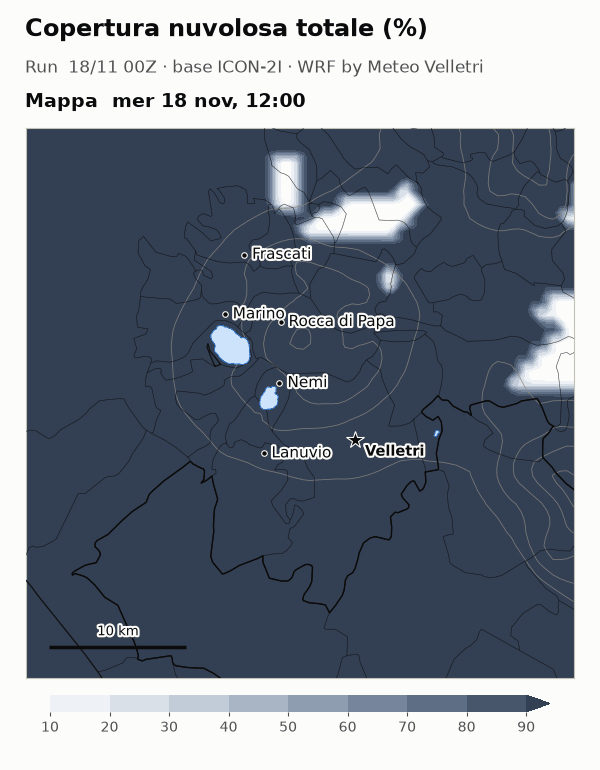 Copertura nuvolosa totale (%)
Run  18/11 00Z · base ICON-2I · WRF by Meteo Velletri
Mappa  mer 18 nov, 12:00
Frascati
Marino
Rocca di Papa
Nemi
Velletri
Lanuvio
10 km
10 20 30 40 50 60 70 80 90